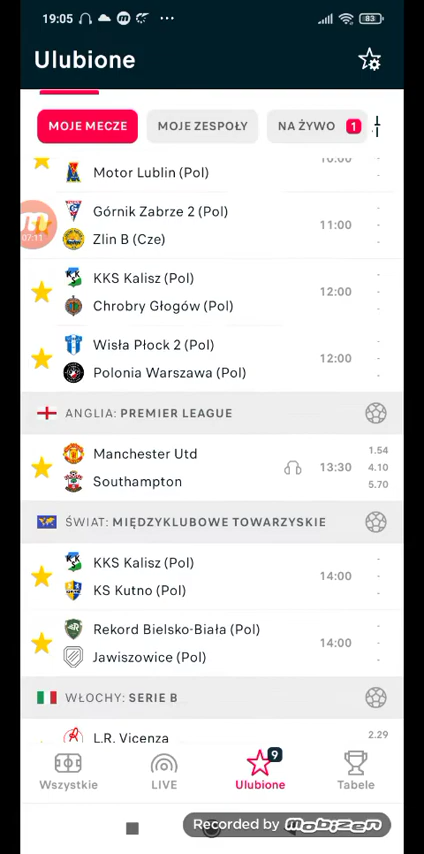 19:05 83
Ulubione
MOJE MECZE MOJE ZESPOŁY NA ŻYWO 1
Motor Lublin (Pol)
Górnik Zabrze 2 (Pol)
11:00
Zlin B (Cze)
07:11
KKS Kalisz (Pol)
12:00
Chrobry Głogów (Pol)
Wisła Płock 2 (Pol)
12:00
Polonia Warszawa (Pol)
ANGLIA: PREMIER LEAGUE
Manchester Utd 1.54
13:30 4.10
Southampton 5.70
ŚWIAT: MIĘDZYKLUBOWE TOWARZYSKIE
KKS Kalisz (Pol)
14:00
KS Kutno (Pol)
Rekord Bielsko-Biała (Pol)
14:00
Jawiszowice (Pol)
WŁOCHY: SERIE B
L.R. Vicenza 2.29
9
Wszystkie LIVE Ulubione Tabele
Recorded by mobizen